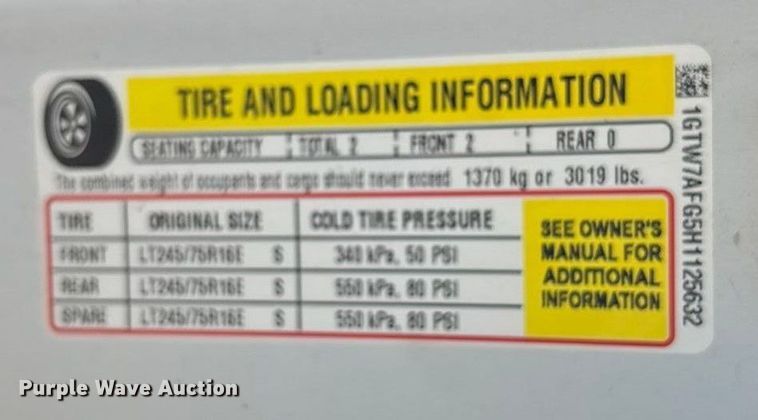 TIRE AND LOADING INFORMATION
SEATING CAPACITY TOTAL 2 FRONT 2 REAR 0
The combined weight of occupants and cargo should never exceed 1370 kg or 3019 lbs.
TIRE ORIGINAL SIZE COLD TIRE PRESSURE
FRONT LT245/75R16E S 340 kPa, 50 PSI
REAR LT245/75R16E S 550 kPa, 80 PSI
SPARE LT245/75R16E S 550 kPa, 80 PSI
SEE OWNER'S
MANUAL FOR
ADDITIONAL
INFORMATION
1GTW7AFG5H1125632
Purple Wave Auction